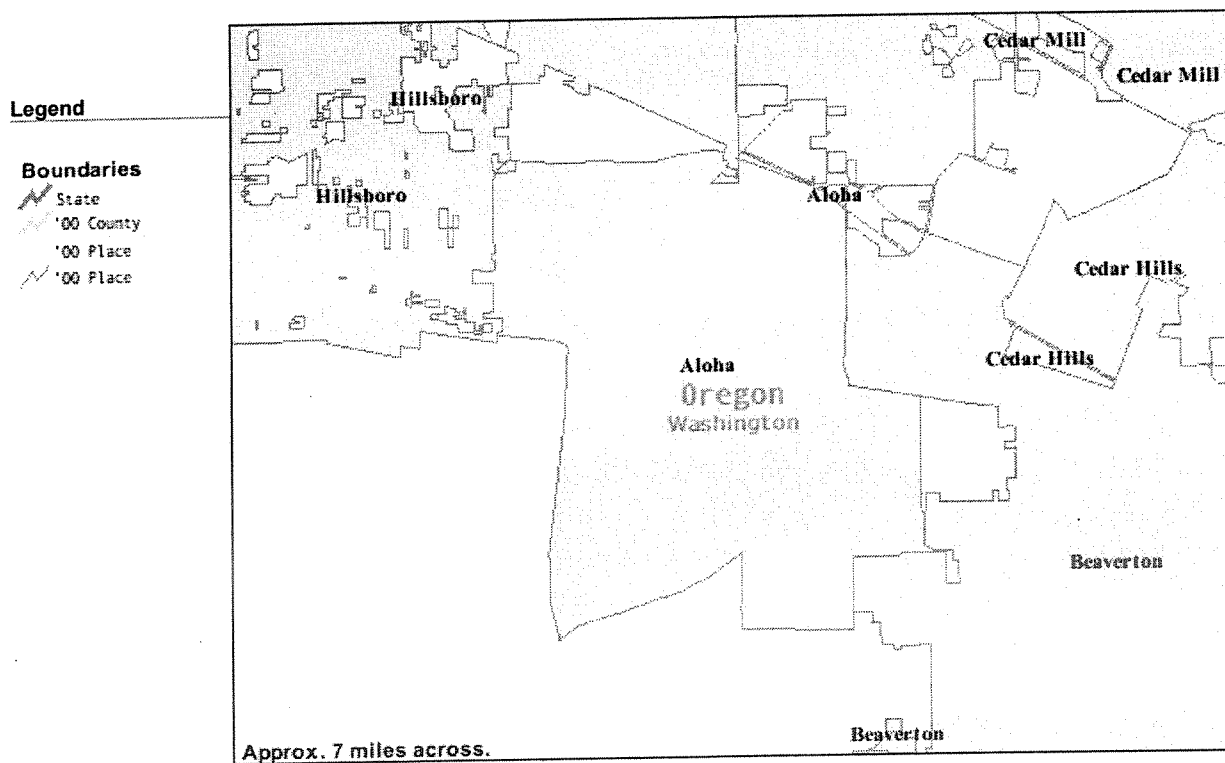 Legend
Boundaries
State
'00 County
'00 Place
'00 Place
Cedar Mill
Cedar Mill
Hillsboro
Hillsboro
Aloha
Cedar Hills
Cedar Hills
Aloha
Oregon
Washington
Beaverton
Beaverton
Approx. 7 miles across.